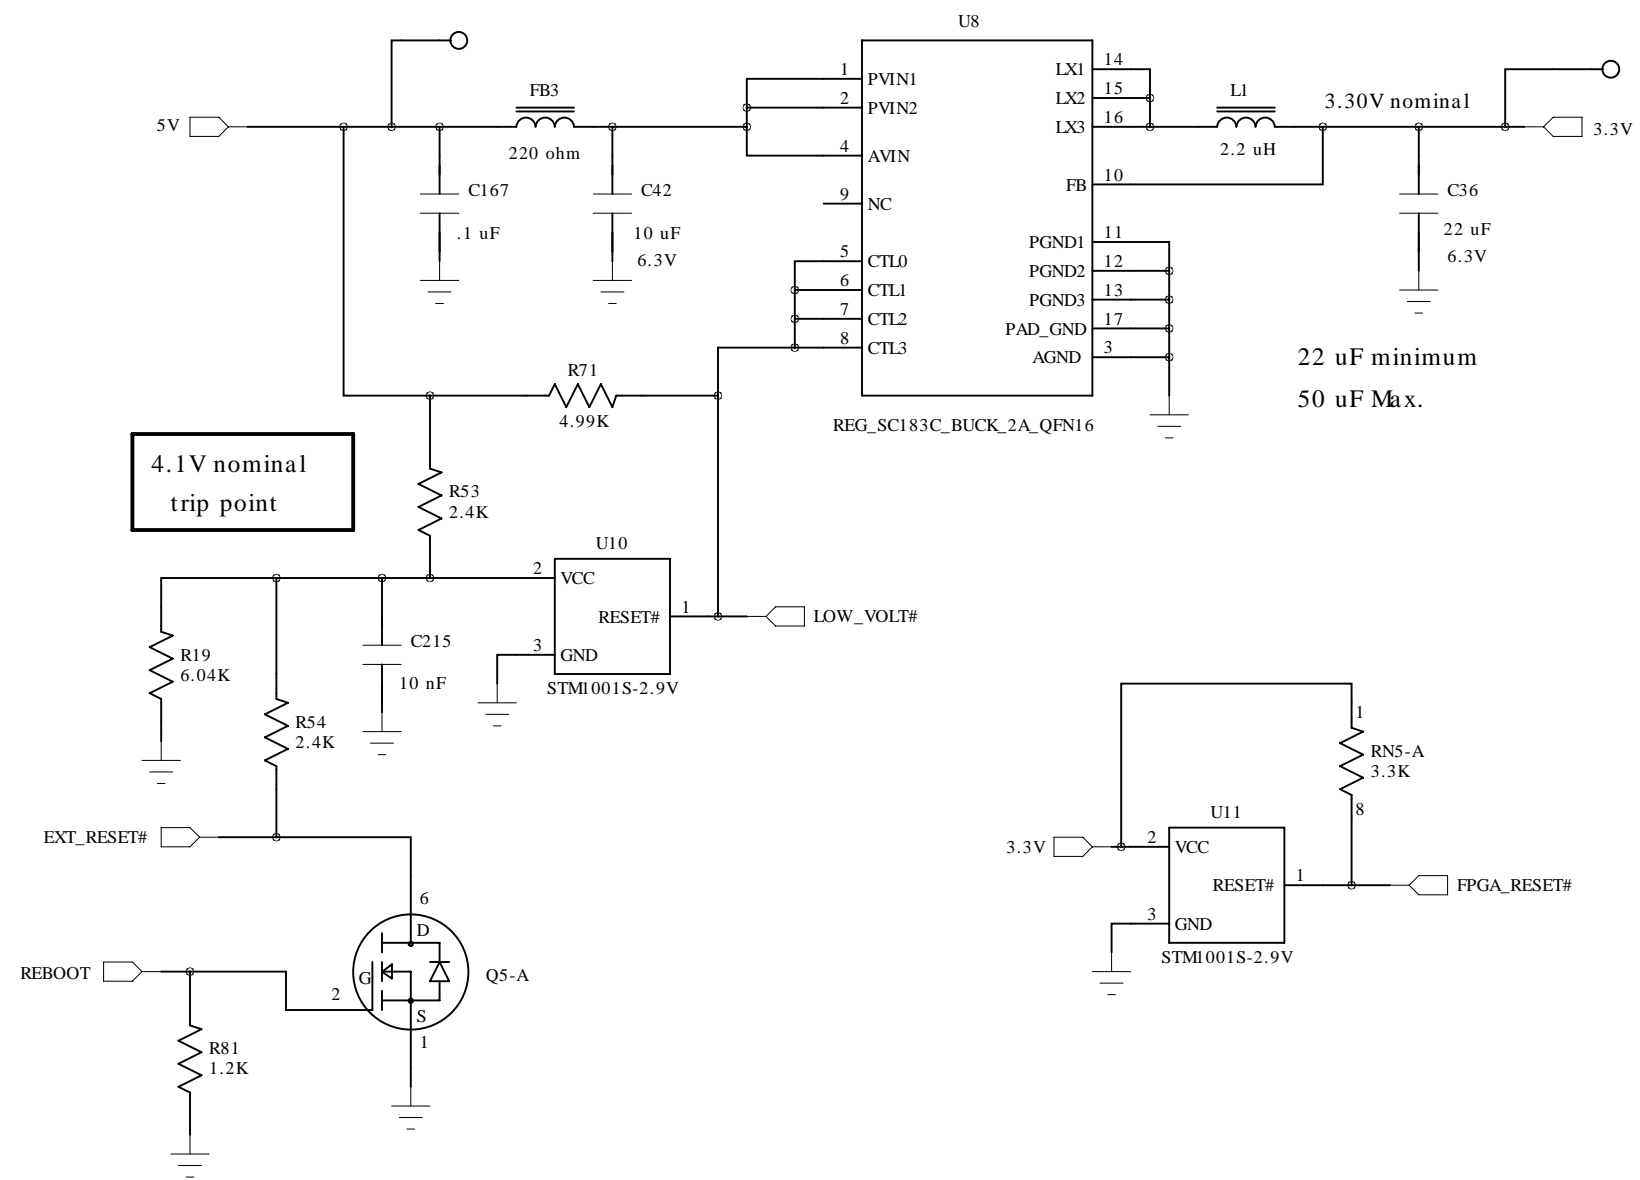 U8
5V
FB3
220 ohm
C167
.1 uF
C42
10 uF
6.3V
1
PVIN1
2
PVIN2
4
AVIN
9
NC
5
CTL0
6
CTL1
7
CTL2
8
CTL3
LX1
14
LX2
15
LX3
16
FB
10
PGND1
11
PGND2
12
PGND3
13
PAD_GND
17
AGND
3
REG_SC183C_BUCK_2A_QFN16
L1
2.2 uH
3.30V nominal
3.3V
C36
22 uF
6.3V
22 uF minimum
50 uF Max.
R71
4.99K
4.1V nominal
trip point
R53
2.4K
U10
2
VCC
RESET#
1
3
GND
STM1001S-2.9V
LOW_VOLT#
R19
6.04K
C215
10 nF
R54
2.4K
EXT_RESET#
6
D
G
S
2
1
Q5-A
REBOOT
R81
1.2K
1
RN5-A
3.3K
8
U11
3.3V
2
VCC
RESET#
1
FPGA_RESET#
3
GND
STM1001S-2.9V